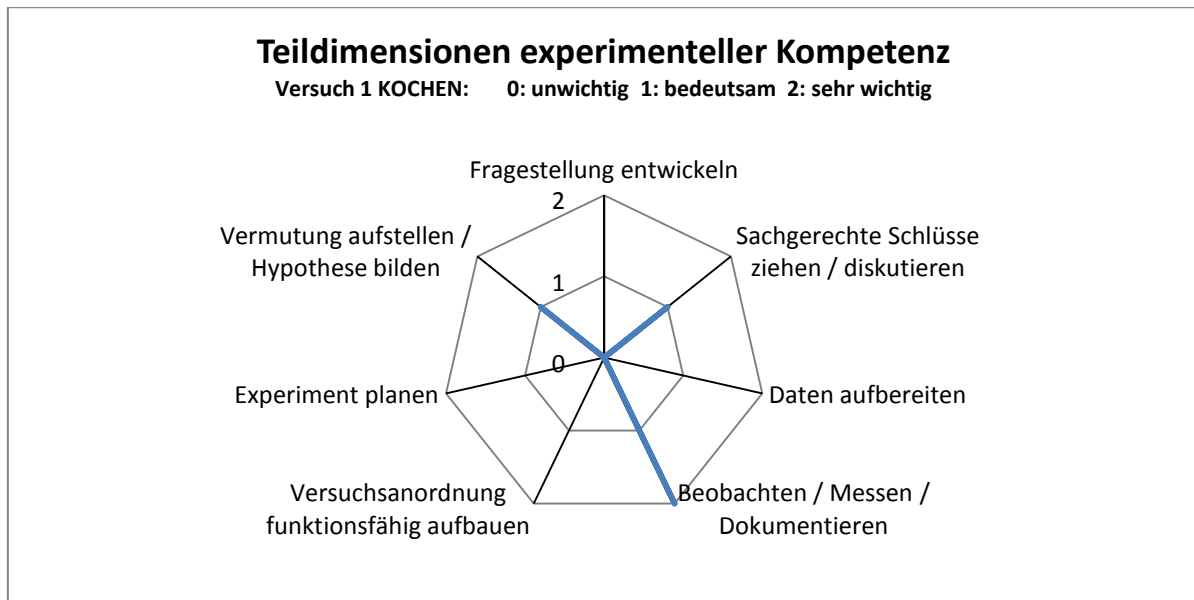 Teildimensionen experimenteller Kompetenz
Versuch 1 KOCHEN: 0: unwichtig 1: bedeutsam 2: sehr wichtig
Fragestellung entwickeln
2
Vermutung aufstellen /
Hypothese bilden
Sachgerechte Schlüsse
ziehen / diskutieren
1
0
Experiment planen
Daten aufbereiten
Versuchsanordnung
funktionsfähig aufbauen
Beobachten / Messen /
Dokumentieren